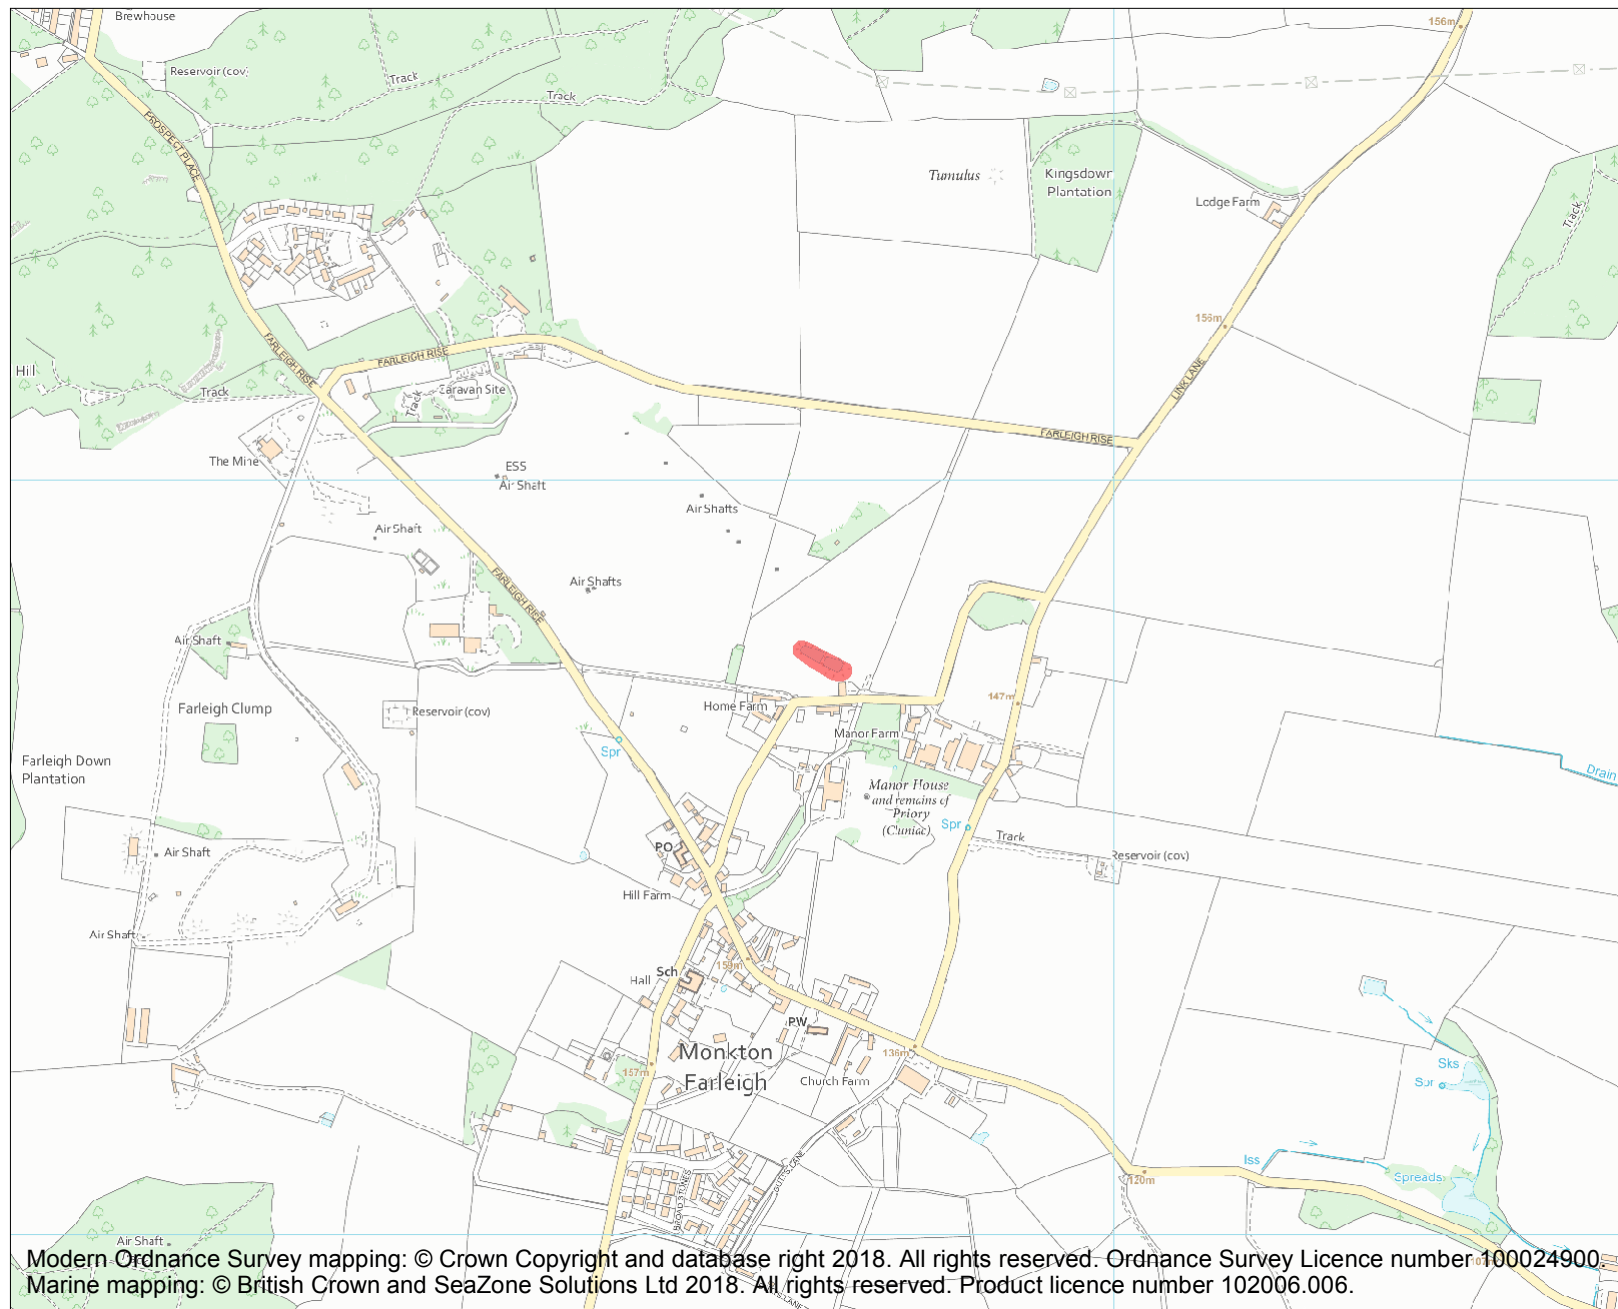 Brewhouse
156m
Reservoir (cov)
Track
Track
PROSPECT PLACE
Tumulus
Kingsdown
Plantation
Lodge Farm
Track
156m
FARLEIGH RISE
FARLEIGH RISE
Hill
Track
Track
Caravan Site
LINK LANE
FARLEIGH RISE
The Mine
ESS
Air Shaft
Air Shafts
Air Shaft
FARLEIGH RISE
Air Shafts
Air Shaft
Farleigh Clump
Reservoir (cov)
Home Farm
147m
Manor Farm
Spr
Farleigh Down
Plantation
Drain
Manor House
and remains of
Priory
(Cluniac)
Spr
Track
PO
Air Shaft
Reservoir (cov)
Hill Farm
Air Shaft
159m
Sch
Hall
PW
Monkton
Farleigh
136m
157m
Church Farm
Sks
Spr
Iss
Spreads
120m
BROAD STONES
Air Shaft
Track
107m
Modern Ordnance Survey mapping: © Crown Copyright and database right 2018. All rights reserved. Ordnance Survey Licence number 100024900.
Marine mapping: © British Crown and SeaZone Solutions Ltd 2018. All rights reserved. Product licence number 102006.006.